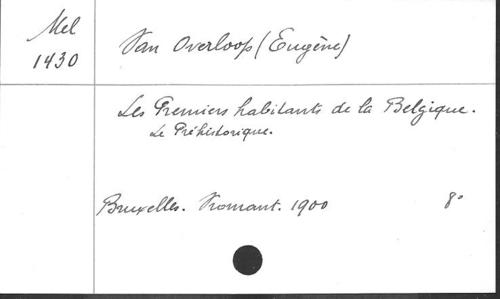 Mel
1430
Van Overloop (Eugène)
Les Premiers habitants de la Belgique.
Le Préhistorique.
Bruxelles. Vromant. 1900 8°